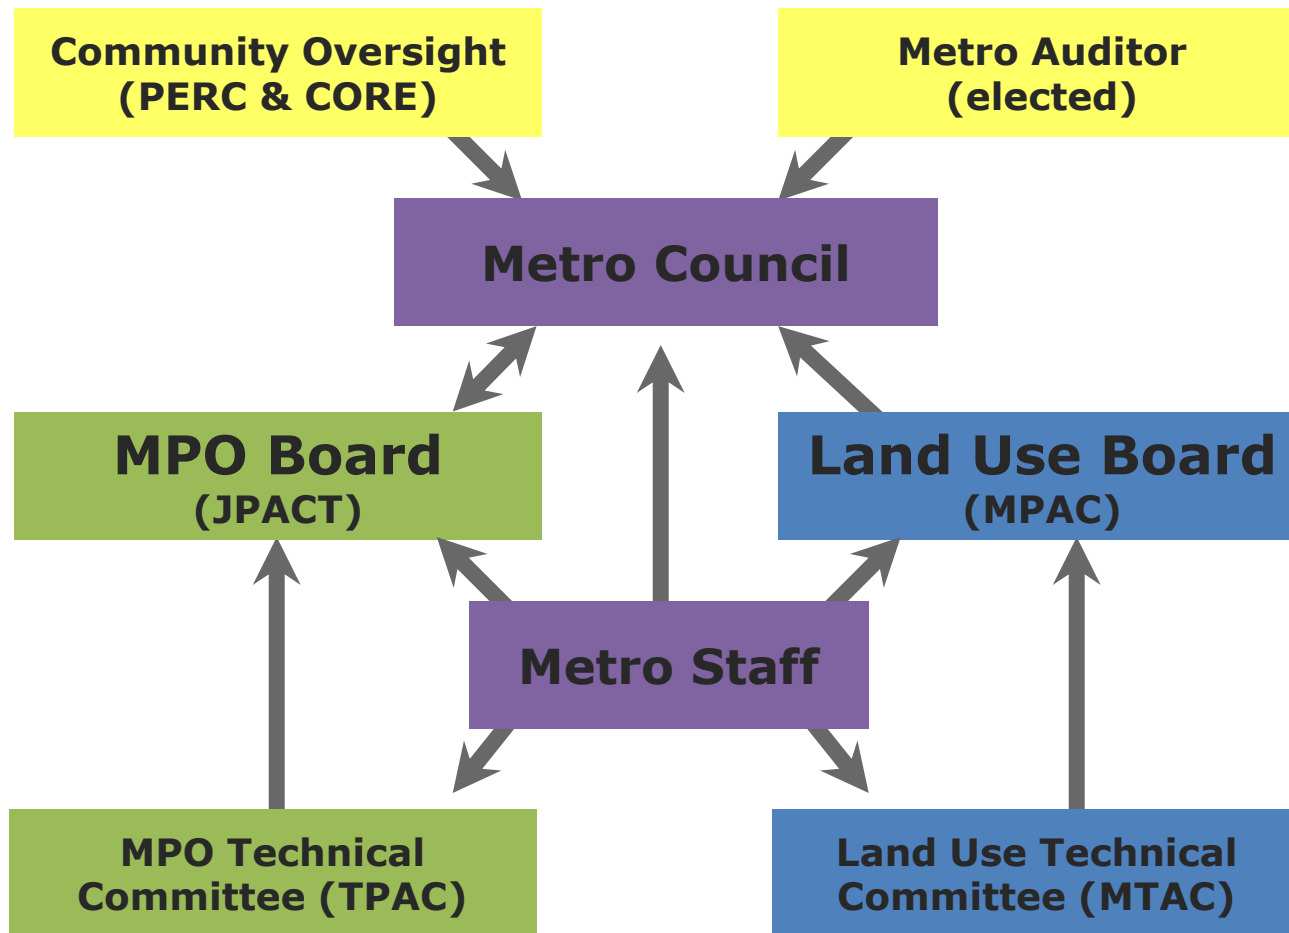 Community Oversight
(PERC & CORE)
Metro Auditor
(elected)
Metro Council
MPO Board
(JPACT)
Land Use Board
(MPAC)
Metro Staff
MPO Technical
Committee (TPAC)
Land Use Technical
Committee (MTAC)